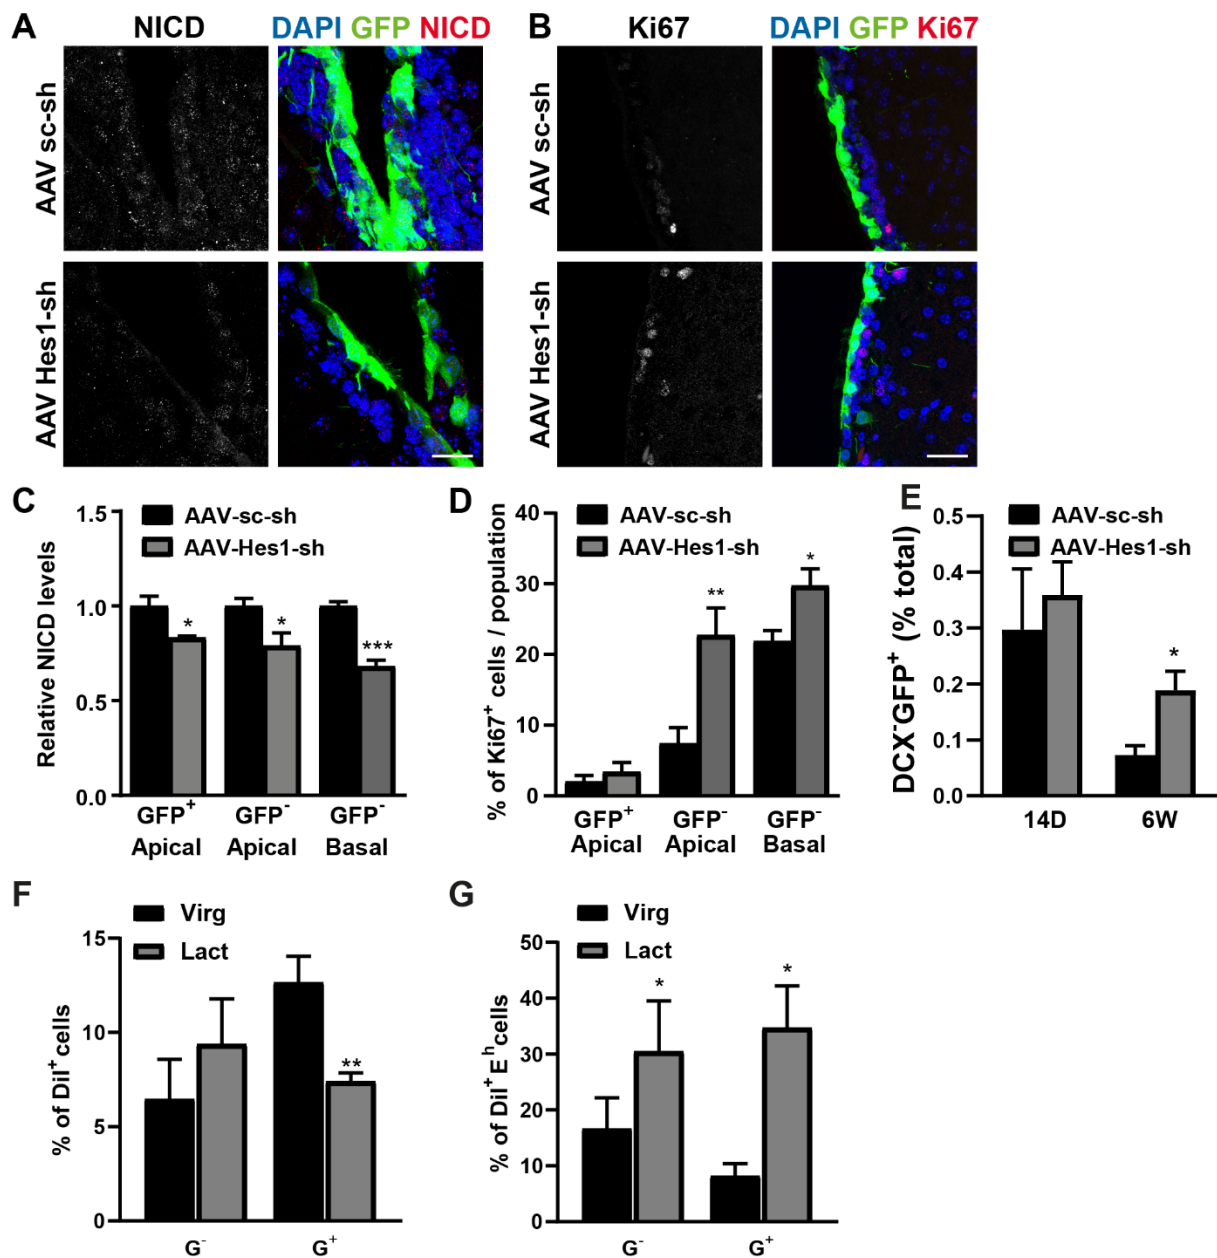 A
NICD
DAPI GFP NICD
B
Ki67
DAPI GFP Ki67
AAV sc-sh
AAV sc-sh
AAV Hes1-sh
AAV Hes1-sh
C
AAV-sc-sh
AAV-Hes1-sh
Relative NICD levels
1.5
1.0
0.5
0.0
* * ***
GFP+ GFP- GFP-
Apical Apical Basal
D
AAV-sc-sh
AAV-Hes1-sh
% of Ki67+ cells / population
40
30
20
10
0
** *
GFP+ GFP- GFP-
Apical Apical Basal
E
AAV-sc-sh
AAV-Hes1-sh
DCX-GFP+ (% total)
0.5
0.4
0.3
0.2
0.1
0.0
*
14D 6W
F
Virg
Lact
% of DiI+ cells
15
10
5
0
**
G- G+
G
Virg
Lact
% of DiI+ Eh cells
50
40
30
20
10
0
* *
G- G+